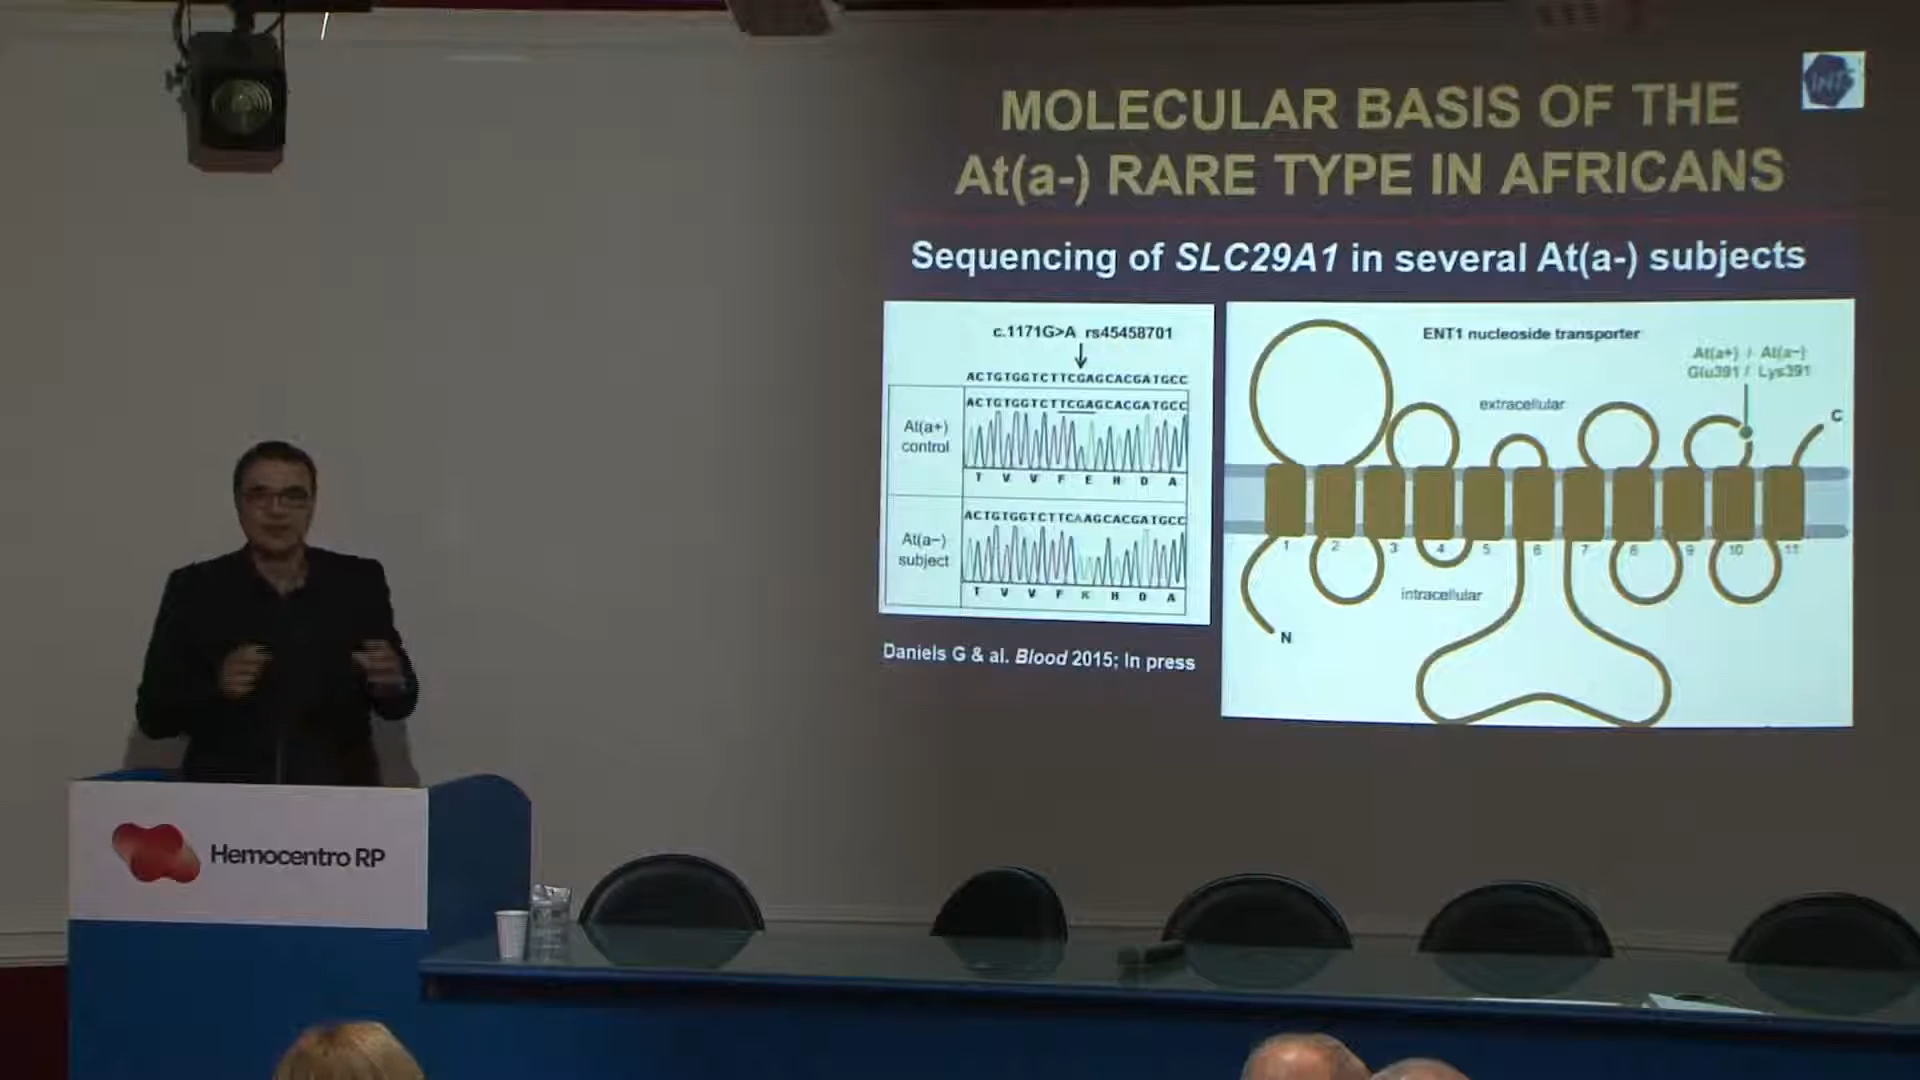 MOLECULAR BASIS OF THE
At(a-) RARE TYPE IN AFRICANS
INTS
Sequencing of SLC29A1 in several At(a-) subjects
c.1171G>A rs45458701
ACTGTGGTCTTCGAGCACGATGCC
At(a+)
control
ACTGTGGTCTTCGAGCACGATGCC
T V V F E H D A
At(a−)
subject
ACTGTGGTCTTCAAGCACGATGCC
T V V F K H D A
Daniels G & al. Blood 2015; In press
ENT1 nucleoside transporter
At(a+) / At(a−)
Glu391 / Lys391
extracellular
C
1 2 3 4 5 6 7 8 9 10 11
intracellular
N
Hemocentro RP